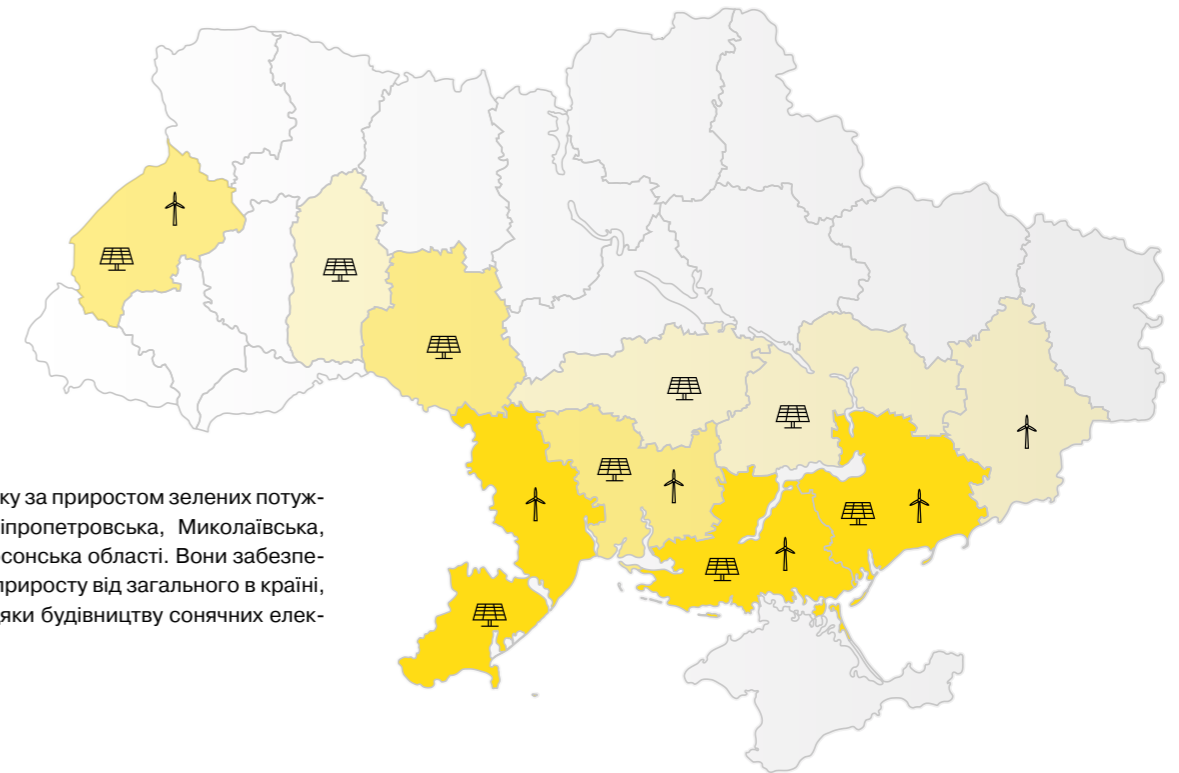 ку за приростом зелених потуж-
іпропетровська, Миколаївська,
сонська області. Вони забезпе-
приросту від загального в країні,
яки будівництву сонячних елек-